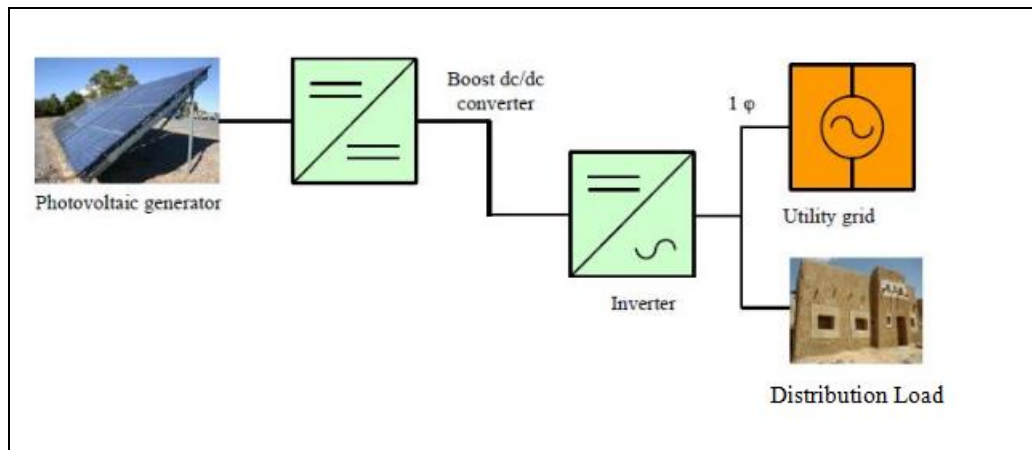 Boost dc/dc
converter
1 φ
Photovoltaic generator
Utility grid
Inverter
Distribution Load